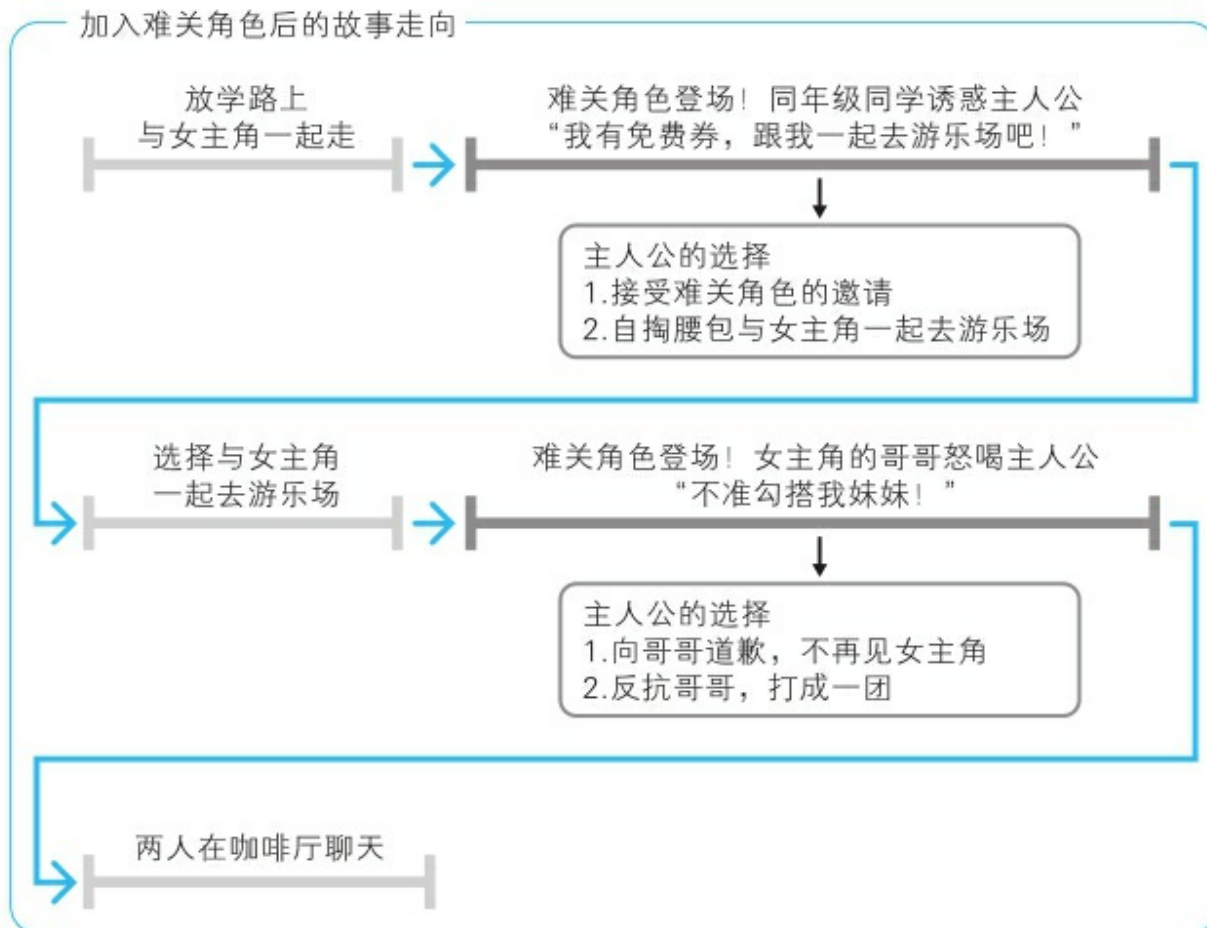 加入难关角色后的故事走向
放学路上
与女主角一起走
难关角色登场！同年级同学诱惑主人公
“我有免费券，跟我一起去游乐场吧！”
主人公的选择
1.接受难关角色的邀请
2.自掏腰包与女主角一起去游乐场
选择与女主角
一起去游乐场
难关角色登场！女主角的哥哥怒喝主人公
“不准勾搭我妹妹！”
主人公的选择
1.向哥哥道歉，不再见女主角
2.反抗哥哥，打成一团
两人在咖啡厅聊天